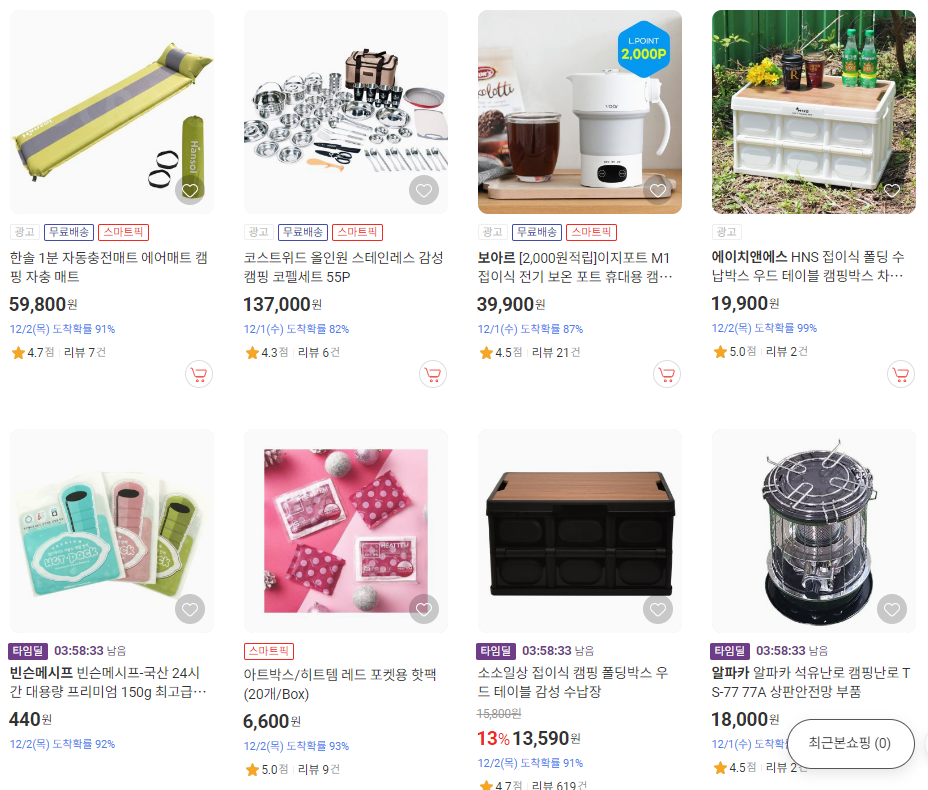 Hansol
Hansol
L.POINT
2,000P
HNS
광고 무료배송 스마트픽
한솔 1분 자동충전매트 에어매트 캠
핑 자충 매트
59,800원
12/2(목) 도착확률 91%
4.7점 리뷰 7건
광고 무료배송 스마트픽
코스트위드 올인원 스테인레스 감성
캠핑 코펠세트 55P
137,000원
12/1(수) 도착확률 82%
4.3점 리뷰 6건
광고 무료배송 스마트픽
보아르 [2,000원적립]이지포트 M1
접이식 전기 보온 포트 휴대용 캠…
39,900원
12/1(수) 도착확률 87%
4.5점 리뷰 21건
광고
에이치앤에스 HNS 접이식 폴딩 수
납박스 우드 테이블 캠핑박스 차…
19,900원
12/2(목) 도착확률 99%
5.0점 리뷰 2건
HOT PACK
타임딜 03:58:33 남음
빈슨메시프 빈슨메시프-국산 24시
간 대용량 프리미엄 150g 최고급…
440원
12/2(목) 도착확률 92%
HEATTEM
스마트픽
아트박스/히트템 레드 포켓용 핫팩
(20개/Box)
6,600원
12/2(목) 도착확률 93%
5.0점 리뷰 9건
타임딜 03:58:33 남음
소소일상 접이식 캠핑 폴딩박스 우
드 테이블 감성 수납장
15,800원
13% 13,590원
12/2(목) 도착확률 91%
4.7점 리뷰 619건
타임딜 03:58:33 남음
알파카 알파카 석유난로 캠핑난로 T
S-77 77A 상판안전망 부품
18,000원
12/1(수) 도착확
4.5점 리뷰 2건
최근본쇼핑 (0)